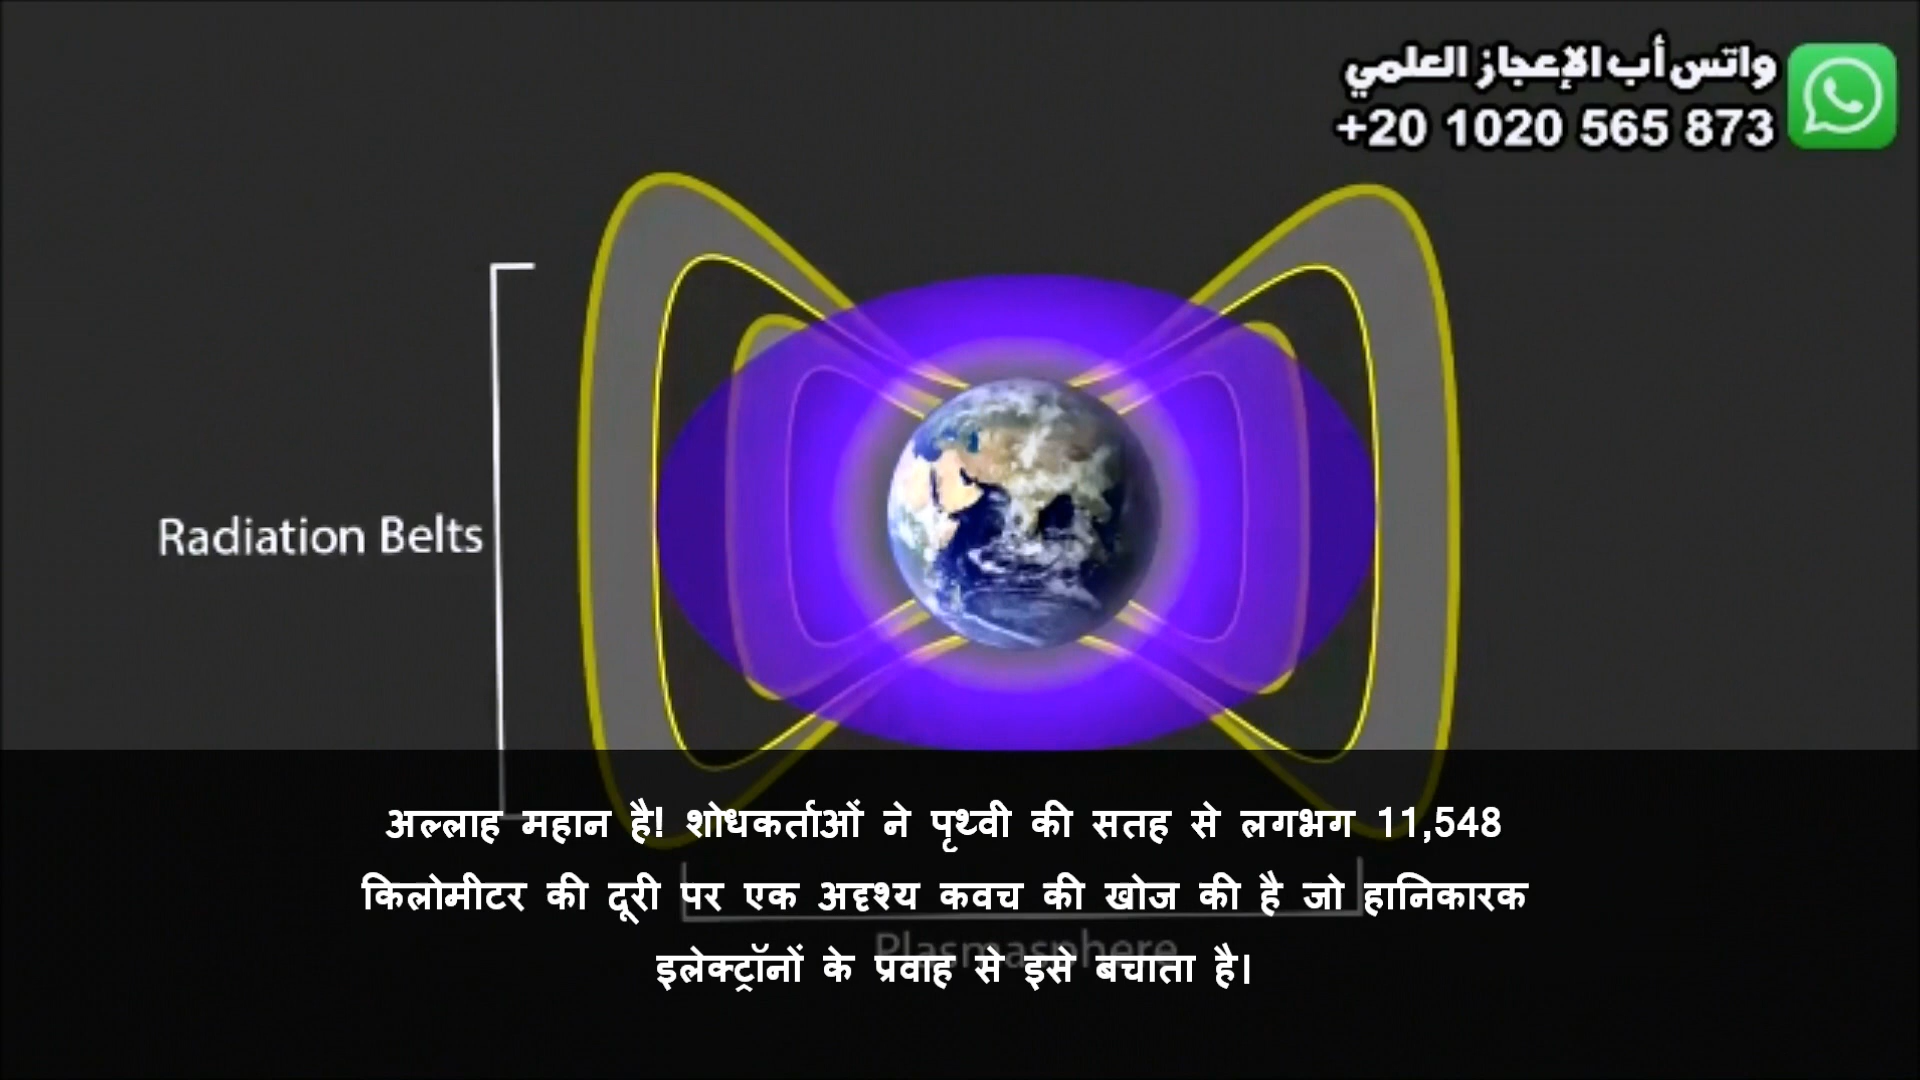 واتس أب الإعجاز العلمي
+20 1020 565 873
Radiation Belts
अल्लाह महान है! शोधकर्ताओं ने पृथ्वी की सतह से लगभग 11,548
किलोमीटर की दूरी पर एक अदृश्य कवच की खोज की है जो हानिकारक
Plasmasphere
इलेक्ट्रॉनों के प्रवाह से इसे बचाता है।